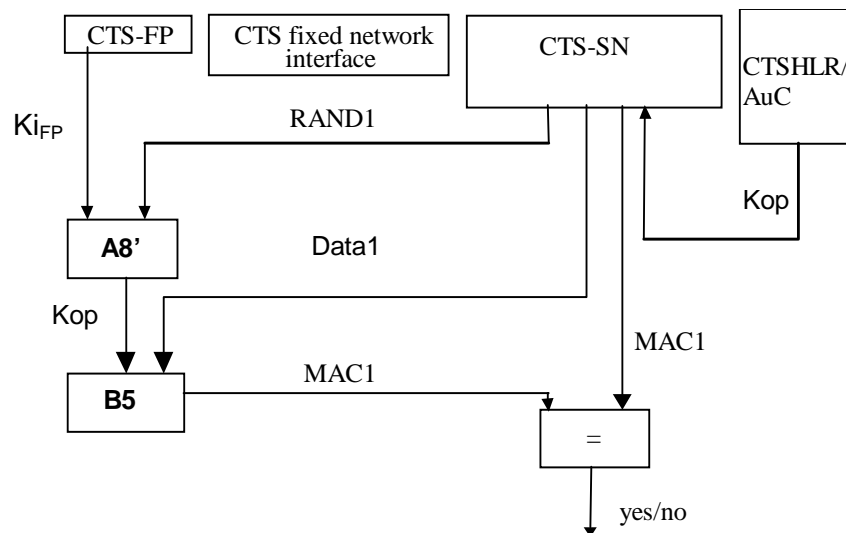 CTS-FP
CTS fixed network
interface
CTS-SN
CTSHLR/
AuC
KiFP
RAND1
Kop
A8’
Data1
Kop
MAC1
B5
MAC1
=
yes/no